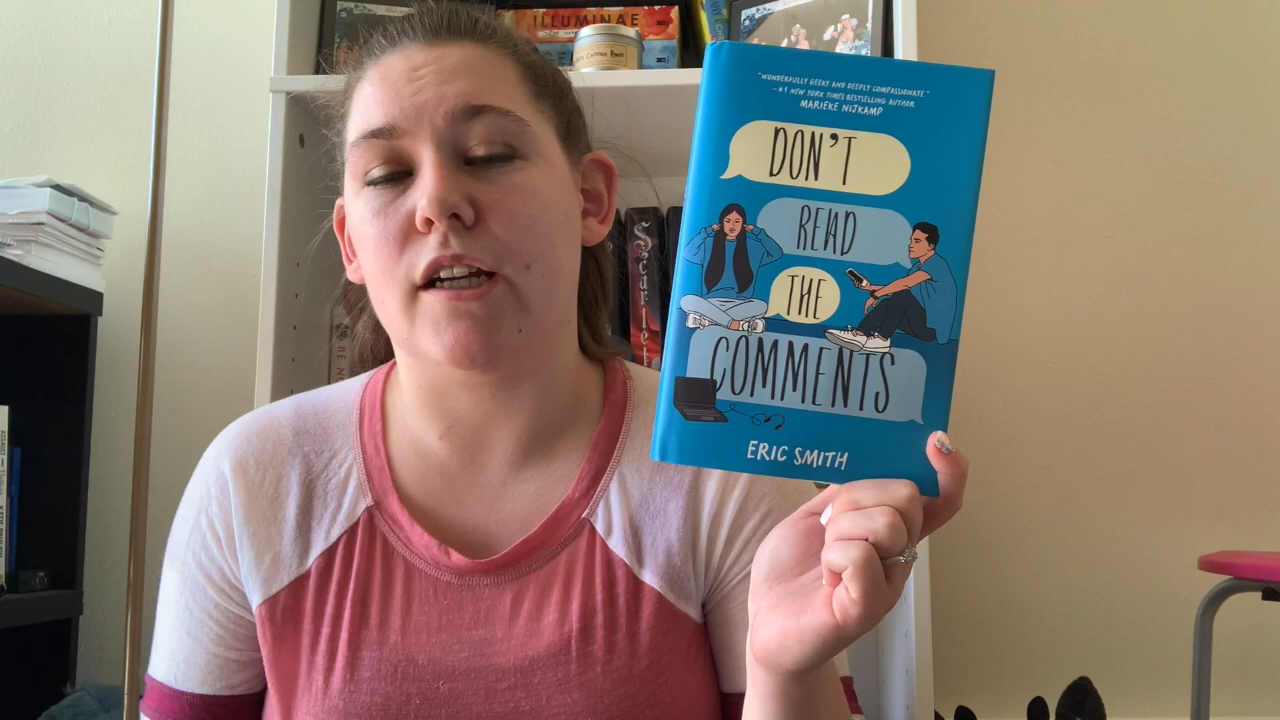 ILLUMINAE
"WONDERFULLY GEEKY AND DEEPLY COMPASSIONATE."
—#1 NEW YORK TIMES BESTSELLING AUTHOR
MARIEKE NIJKAMP
DON'T
READ
THE
COMMENTS
ERIC SMITH
Scarlet